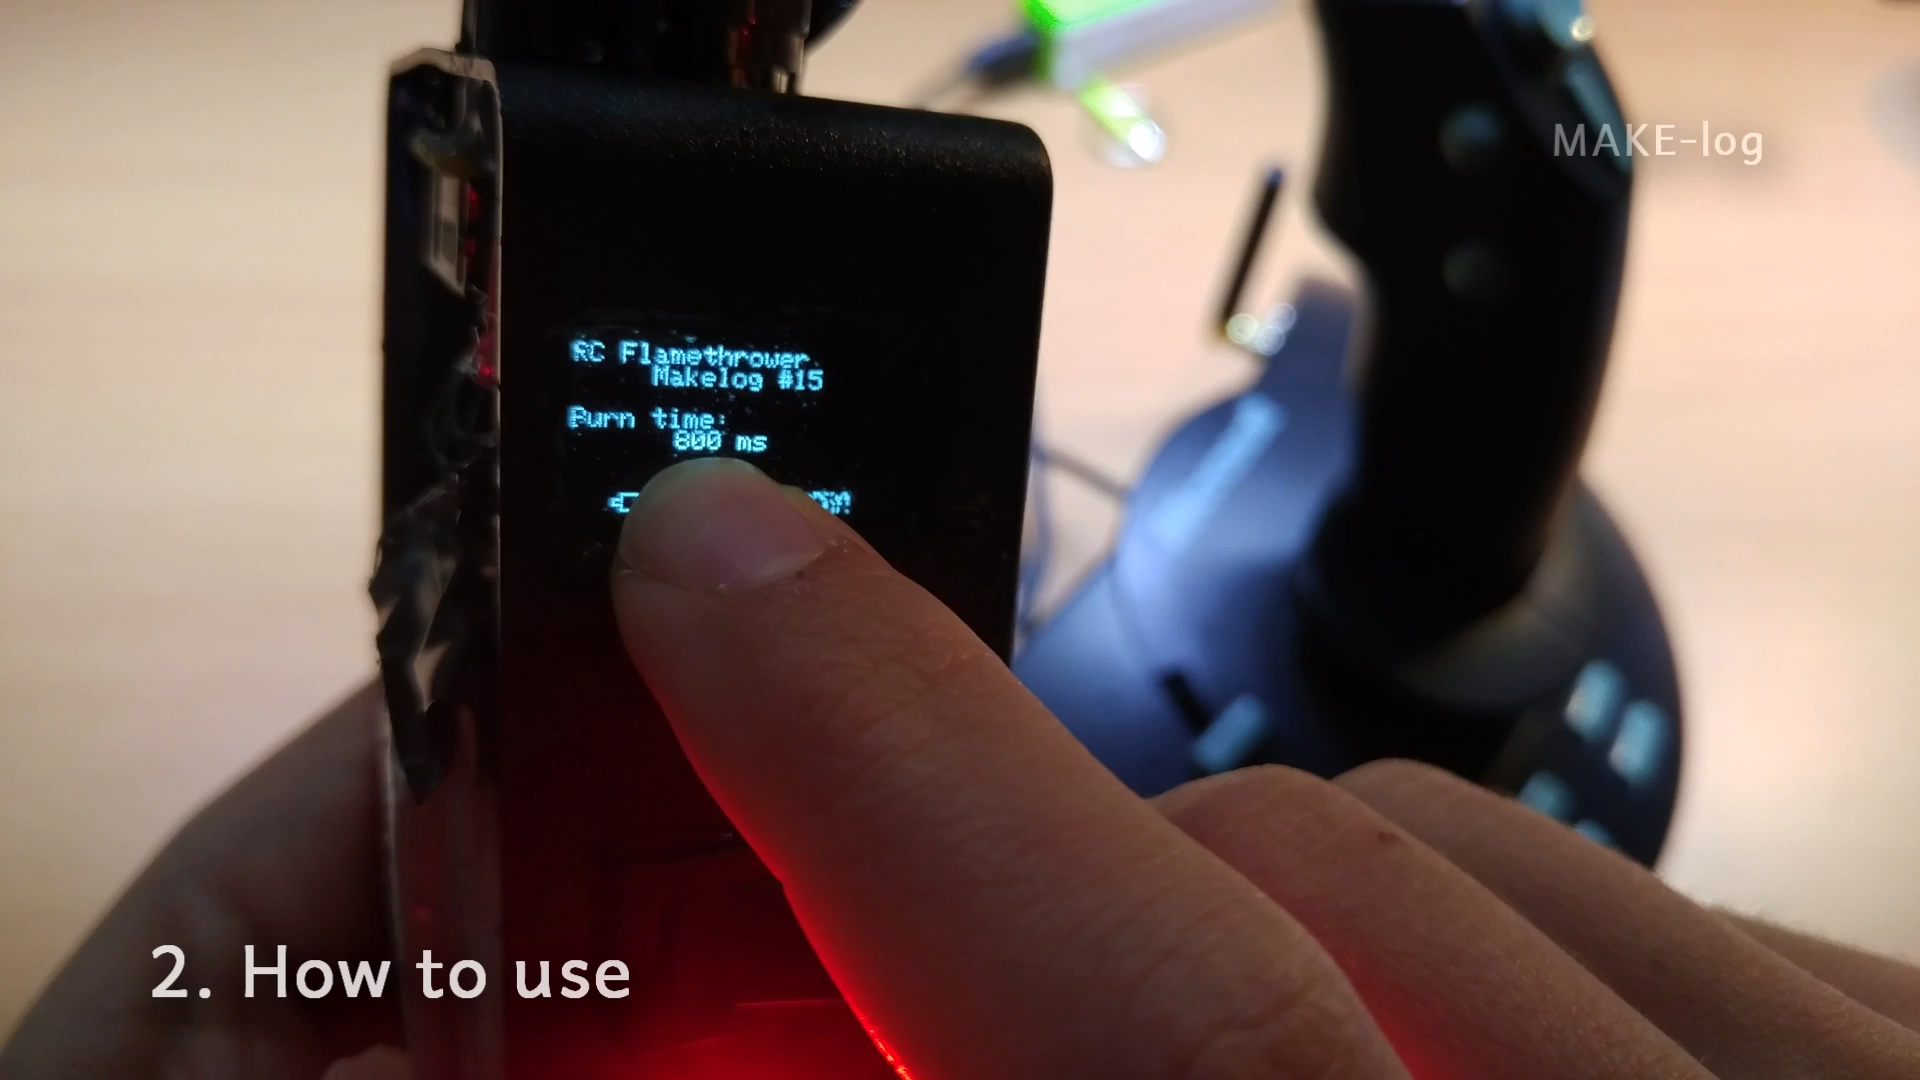 MAKE-log
RC Flamethrower
Makelog #15
Burn time:
800 ms
2. How to use